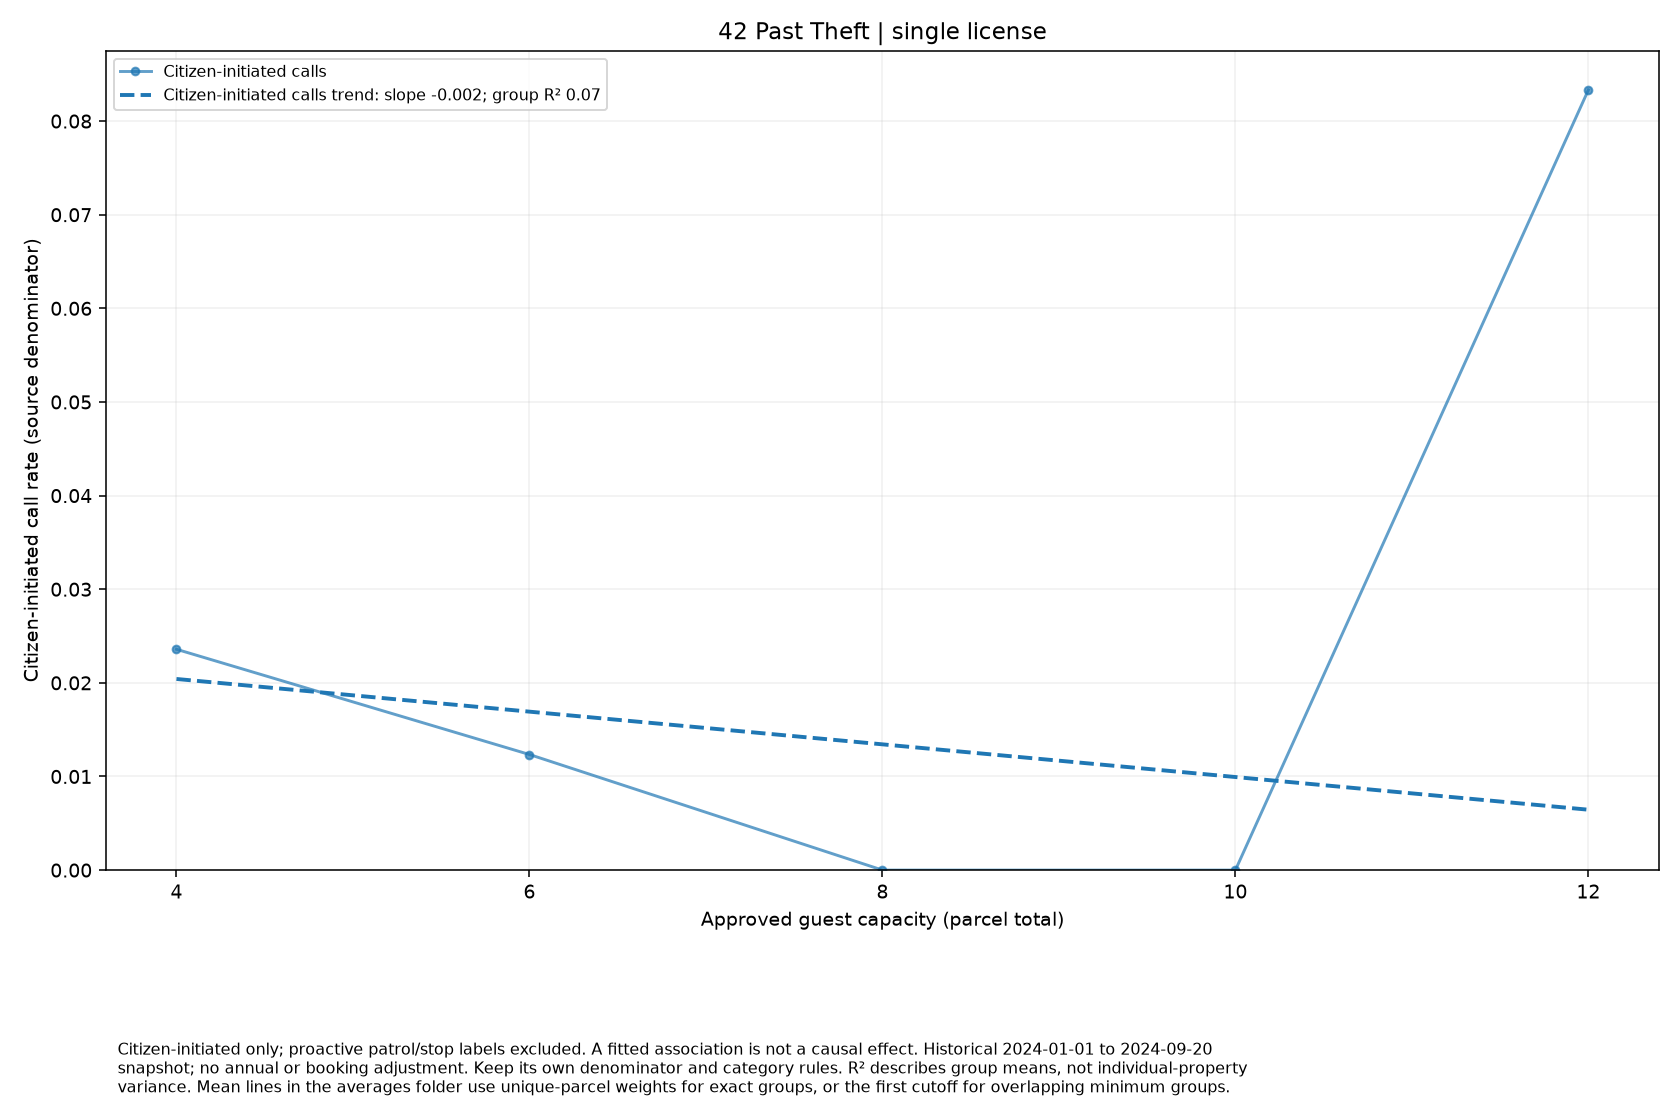 42 Past Theft | single license
Citizen-initiated calls
Citizen-initiated calls trend: slope -0.002; group R² 0.07
Citizen-initiated call rate (source denominator)
0.08
0.07
0.06
0.05
0.04
0.03
0.02
0.01
0.00
4 6 8 10 12
Approved guest capacity (parcel total)
Citizen-initiated only; proactive patrol/stop labels excluded. A fitted association is not a causal effect. Historical 2024-01-01 to 2024-09-20
snapshot; no annual or booking adjustment. Keep its own denominator and category rules. R² describes group means, not individual-property
variance. Mean lines in the averages folder use unique-parcel weights for exact groups, or the first cutoff for overlapping minimum groups.